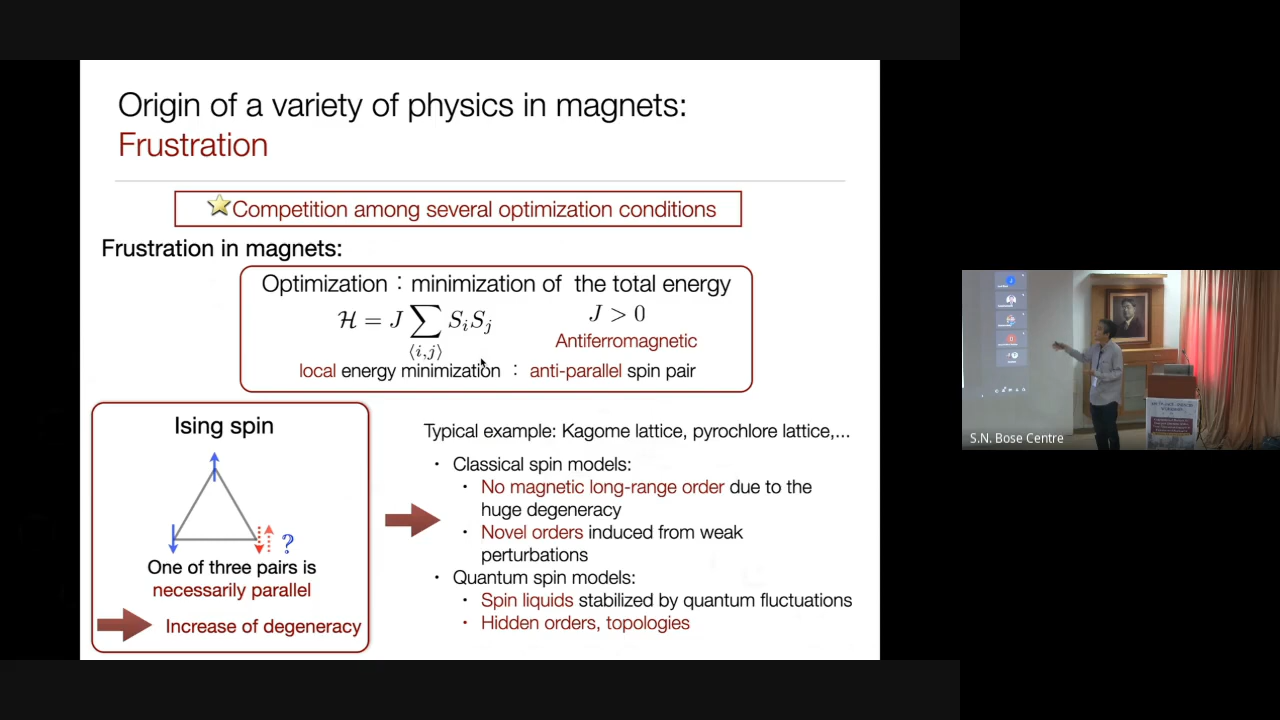 Origin of a variety of physics in magnets:
Frustration
Competition among several optimization conditions
Frustration in magnets:
Optimization：minimization of the total energy
ℋ = J ∑ SᵢSⱼ
⟨i,j⟩
J > 0
Antiferromagnetic
local energy minimization : anti-parallel spin pair
Ising spin
?
One of three pairs is
necessarily parallel
Increase of degeneracy
Typical example: Kagome lattice, pyrochlore lattice,...
・ Classical spin models:
・ No magnetic long-range order due to the
huge degeneracy
・ Novel orders induced from weak
perturbations
・ Quantum spin models:
・ Spin liquids stabilized by quantum fluctuations
・ Hidden orders, topologies
S.N. Bose Centre